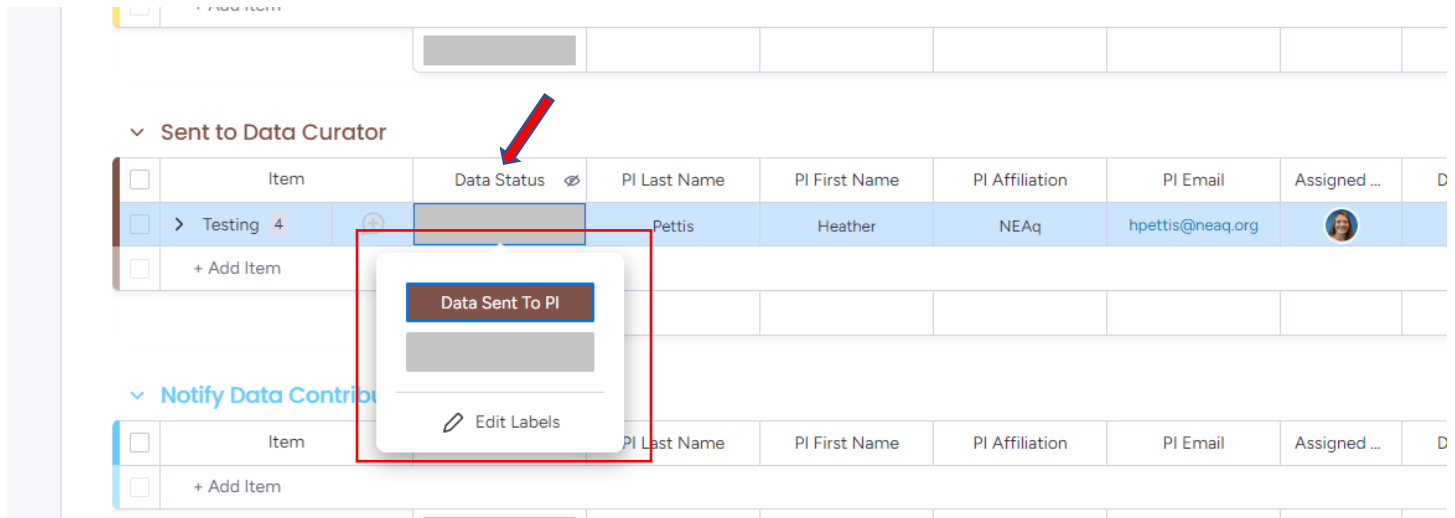 + Add Item
Sent to Data Curator
Item Data Status PI Last Name PI First Name PI Affiliation PI Email Assigned ... D
Testing 4 Pettis Heather NEAq hpettis@neaq.org
+ Add Item
Data Sent To PI
Notify Data Contribu
Edit Labels
Item PI Last Name PI First Name PI Affiliation PI Email Assigned ... D
+ Add Item